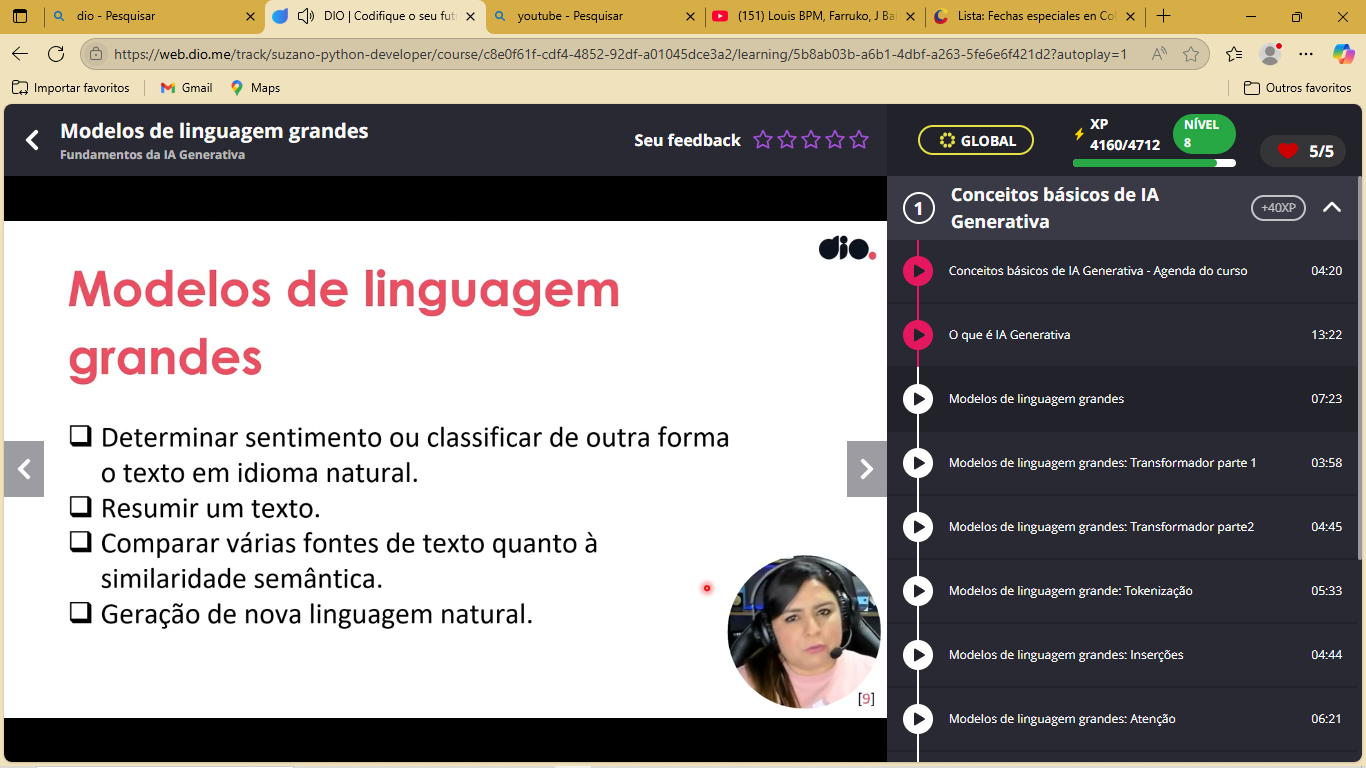 dio - Pesquisar
DIO | Codifique o seu fut
youtube - Pesquisar
(151) Louis BPM, Farruko, J Bal
Lista: Fechas especiales en Col
https://web.dio.me/track/suzano-python-developer/course/c8e0f61f-cdf4-4852-92df-a01045dce3a2/learning/5b8ab03b-a6b1-4dbf-a263-5fe6e6f421d2?autoplay=1
Importar favoritos
Gmail
Maps
Outros favoritos
Modelos de linguagem grandes
Fundamentos da IA Generativa
Seu feedback
GLOBAL
XP
4160/4712
NÍVEL
8
5/5
dio.
Modelos de linguagem
grandes
Determinar sentimento ou classificar de outra forma
o texto em idioma natural.
Resumir um texto.
Comparar várias fontes de texto quanto à
similaridade semântica.
Geração de nova linguagem natural.
[9]
1
Conceitos básicos de IA
Generativa
+40XP
Conceitos básicos de IA Generativa - Agenda do curso
04:20
O que é IA Generativa
13:22
Modelos de linguagem grandes
07:23
Modelos de linguagem grandes: Transformador parte 1
03:58
Modelos de linguagem grandes: Transformador parte2
04:45
Modelos de linguagem grande: Tokenização
05:33
Modelos de linguagem grandes: Inserções
04:44
Modelos de linguagem grandes: Atenção
06:21